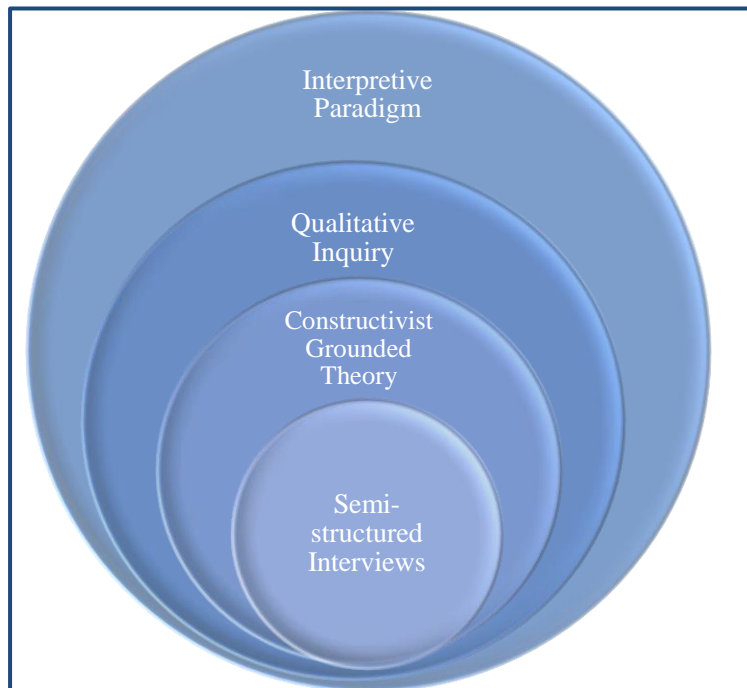 Interpretive
Paradigm
Qualitative
Inquiry
Constructivist
Grounded
Theory
Semi-
structured
Interviews